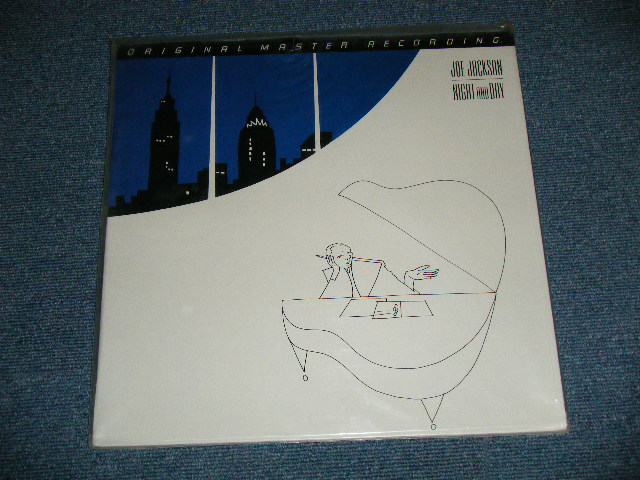 ORIGINAL MASTER RECORDING
JOE JACKSON
NIGHT AND DAY